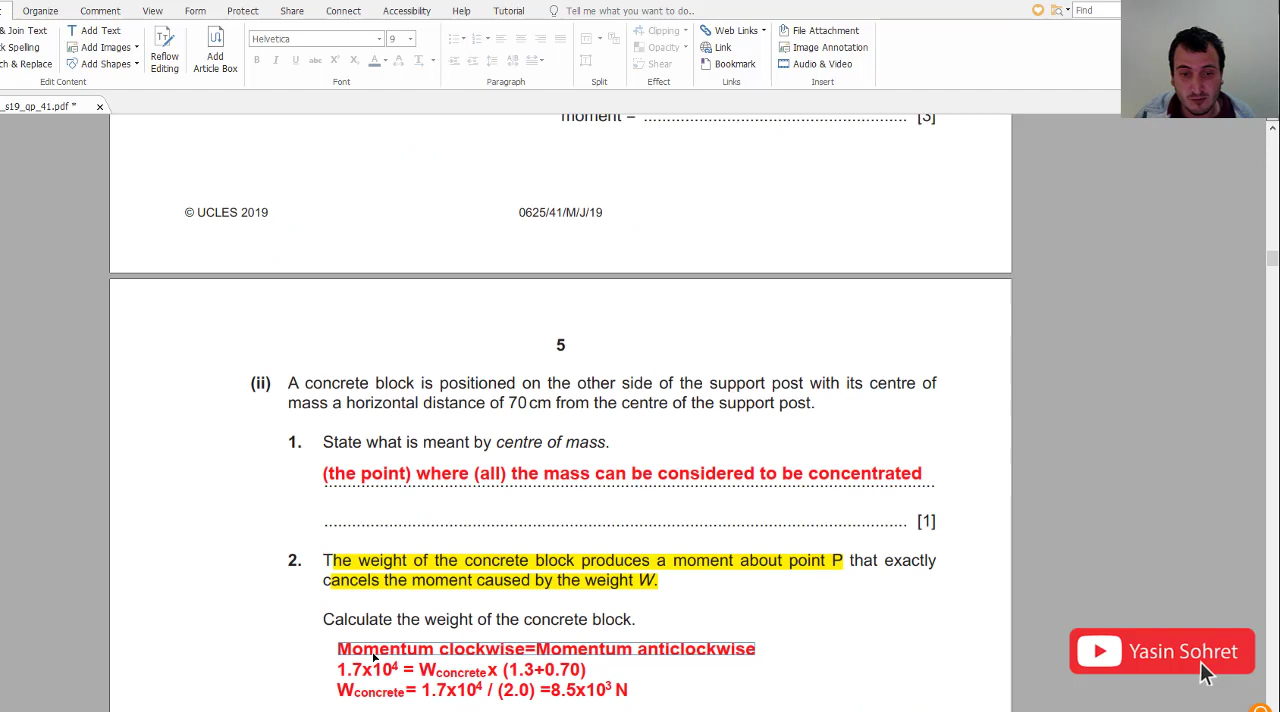 Organize Comment View Form Protect Share Connect Accessibility Help Tutorial Tell me what you want to do..
Join Text Add Text Web Links File Attachment Find
Spelling Add Images Helvetica 9 Clipping Link Image Annotation
& Replace Add Shapes Reflow Editing Add Article Box B I U abc Opacity Shear Bookmark Audio & Video
Edit Content Font Paragraph Split Effect Links Insert
_s19_qp_41.pdf *
moment = .......................................................... [3]
© UCLES 2019 0625/41/M/J/19
5
(ii) A concrete block is positioned on the other side of the support post with its centre of
mass a horizontal distance of 70 cm from the centre of the support post.
1. State what is meant by centre of mass.
(the point) where (all) the mass can be considered to be concentrated
.......................................................... [1]
2. The weight of the concrete block produces a moment about point P that exactly
cancels the moment caused by the weight W.
Calculate the weight of the concrete block.
Momentum clockwise=Momentum anticlockwise
1.7x10⁴ = Wconcrete x (1.3+0.70)
Wconcrete= 1.7x10⁴ / (2.0) =8.5x10³ N
Yasin Sohret